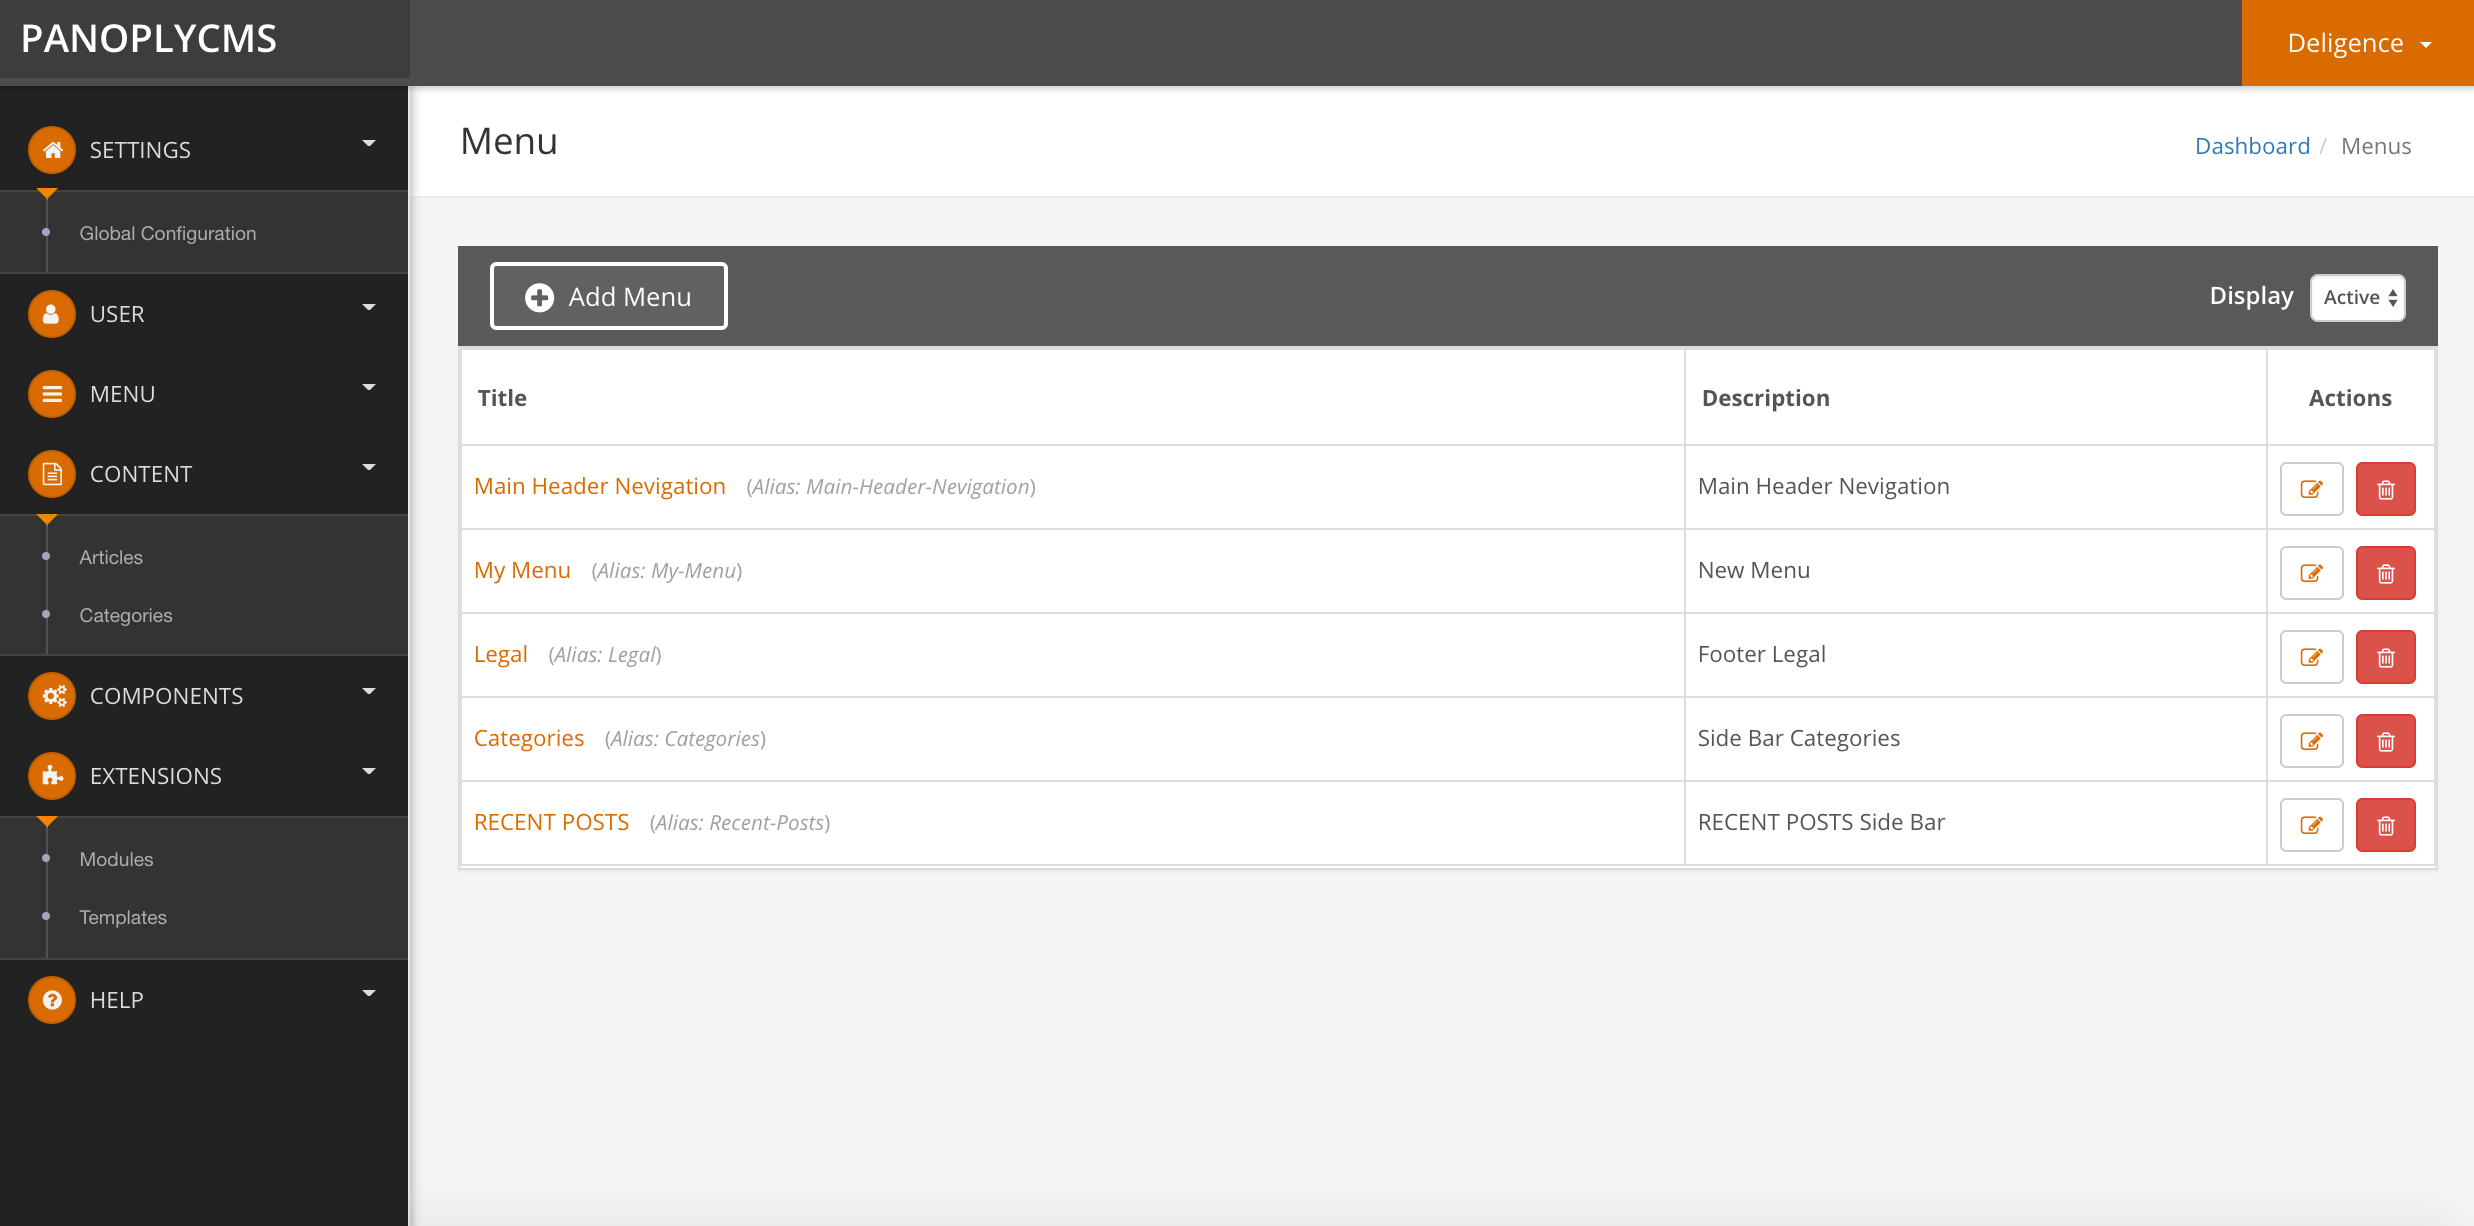 PANOPLYCMS
Deligence
SETTINGS
Global Configuration
USER
MENU
CONTENT
Articles
Categories
COMPONENTS
EXTENSIONS
Modules
Templates
HELP
Menu
Dashboard / Menus
Add Menu
Display Active
Title Description Actions
Main Header Nevigation (Alias: Main-Header-Nevigation) Main Header Nevigation
My Menu (Alias: My-Menu) New Menu
Legal (Alias: Legal) Footer Legal
Categories (Alias: Categories) Side Bar Categories
RECENT POSTS (Alias: Recent-Posts) RECENT POSTS Side Bar